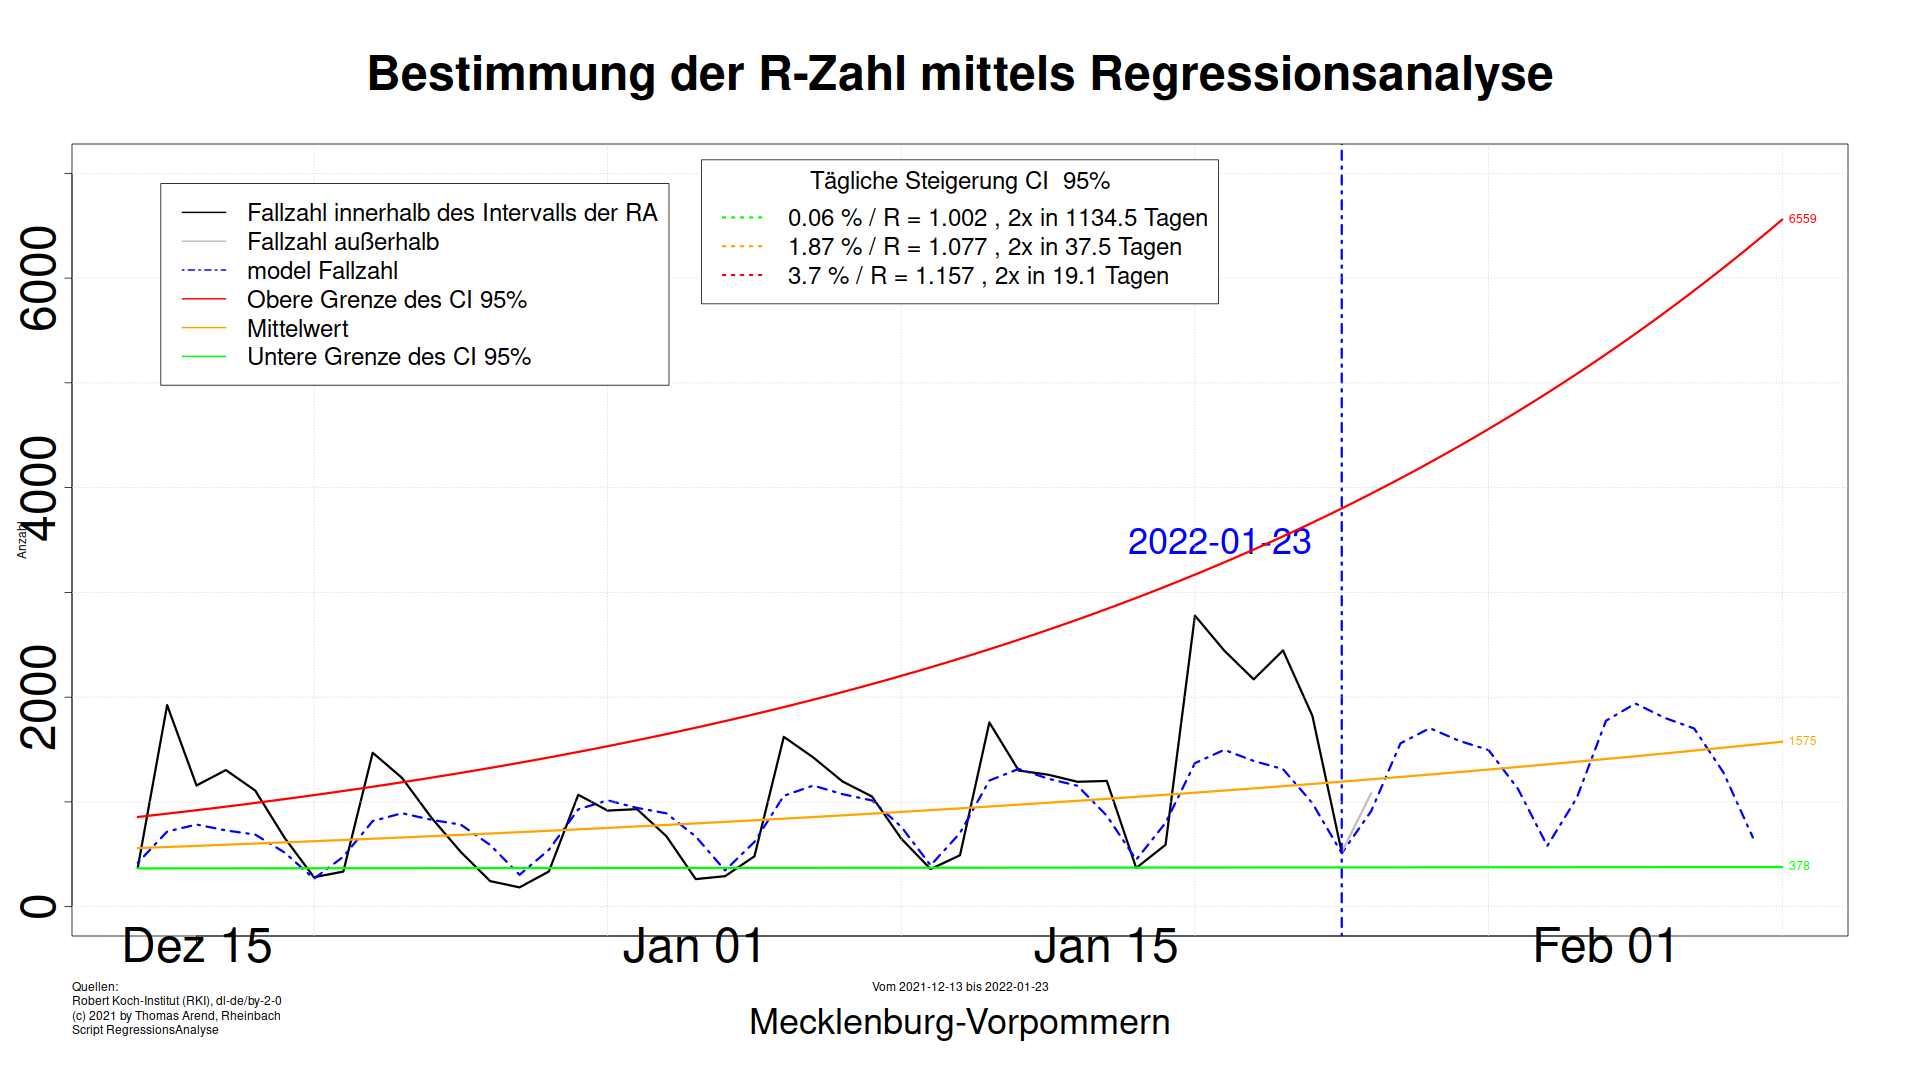 Bestimmung der R-Zahl mittels Regressionsanalyse
Fallzahl innerhalb des Intervalls der RA
Fallzahl außerhalb
model Fallzahl
Obere Grenze des CI 95%
Mittelwert
Untere Grenze des CI 95%
Tägliche Steigerung CI  95%
0.06 % / R = 1.002 , 2x in 1134.5 Tagen
1.87 % / R = 1.077 , 2x in 37.5 Tagen
3.7 % / R = 1.157 , 2x in 19.1 Tagen
6559
6000
4000
2000
0
Anzahl
2022-01-23
1575
378
Dez 15
Jan 01
Jan 15
Feb 01
Quellen:
Robert Koch-Institut (RKI), dl-de/by-2-0
(c) 2021 by Thomas Arend, Rheinbach
Script RegressionsAnalyse
Vom 2021-12-13 bis 2022-01-23
Mecklenburg-Vorpommern